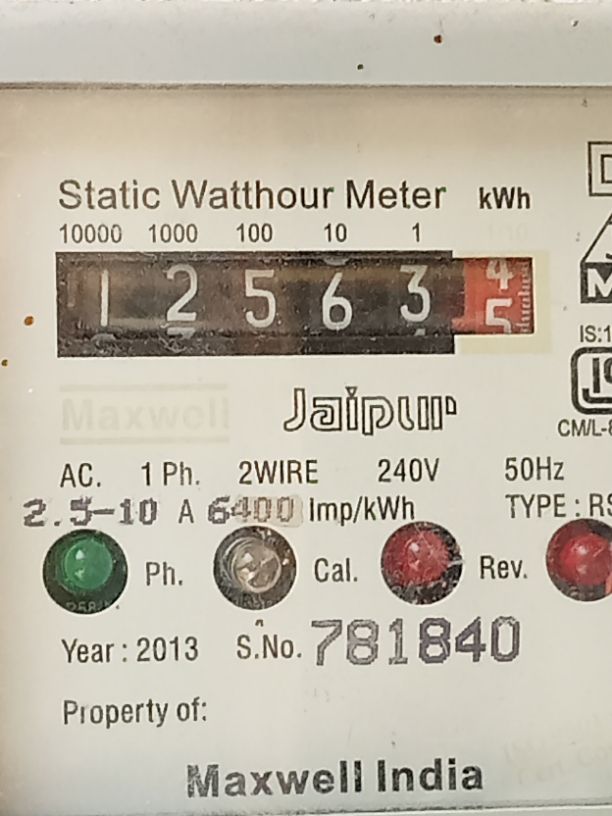 Static Watthour Meter kWh
10000 1000 100 10 1
1 2 5 6 3 4
5
Maxwell
Jaipur
IS:1
CM/L-8
AC. 1 Ph. 2WIRE 240V 50Hz
2.5-10 A 6400 Imp/kWh TYPE : RS
Ph. Cal. Rev.
Year : 2013 S.No. 781840
Property of:
Maxwell India